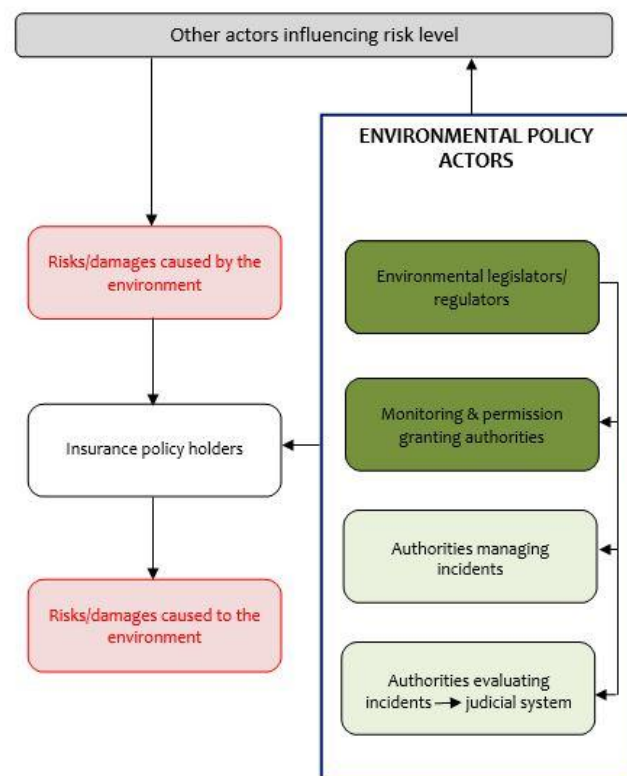 Other actors influencing risk level
ENVIRONMENTAL POLICY
ACTORS
Risks/damages caused by the
environment
Environmental legislators/
regulators
Monitoring & permission
granting authorities
Insurance policy holders
Authorities managing
incidents
Risks/damages caused to the
environment
Authorities evaluating
incidents → judicial system